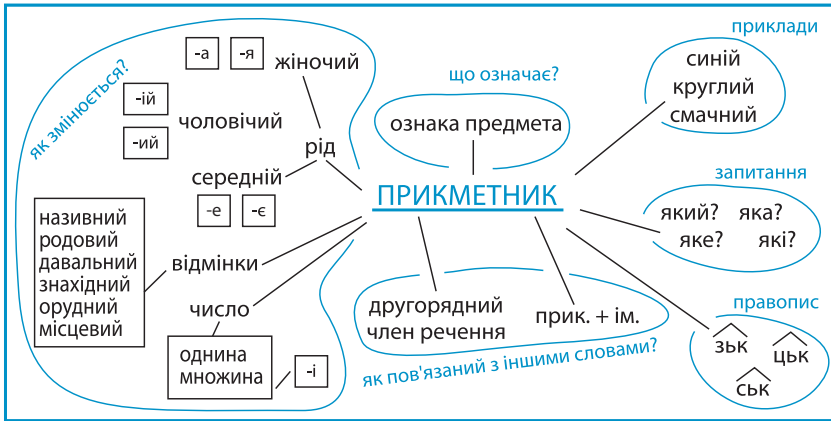 як змінюється?
-а
-я
жіночий
-ій
-ий
чоловічий
рід
середній
-е
-є
називний
родовий
давальний
знахідний
орудний
місцевий
відмінки
число
однина
множина
-і
що означає?
ознака предмета
ПРИКМЕТНИК
другорядний
член речення
прик. + ім.
як пов'язаний з іншими словами?
приклади
синій
круглий
смачний
запитання
який? яка?
яке? які?
правопис
зьк
цьк
ськ